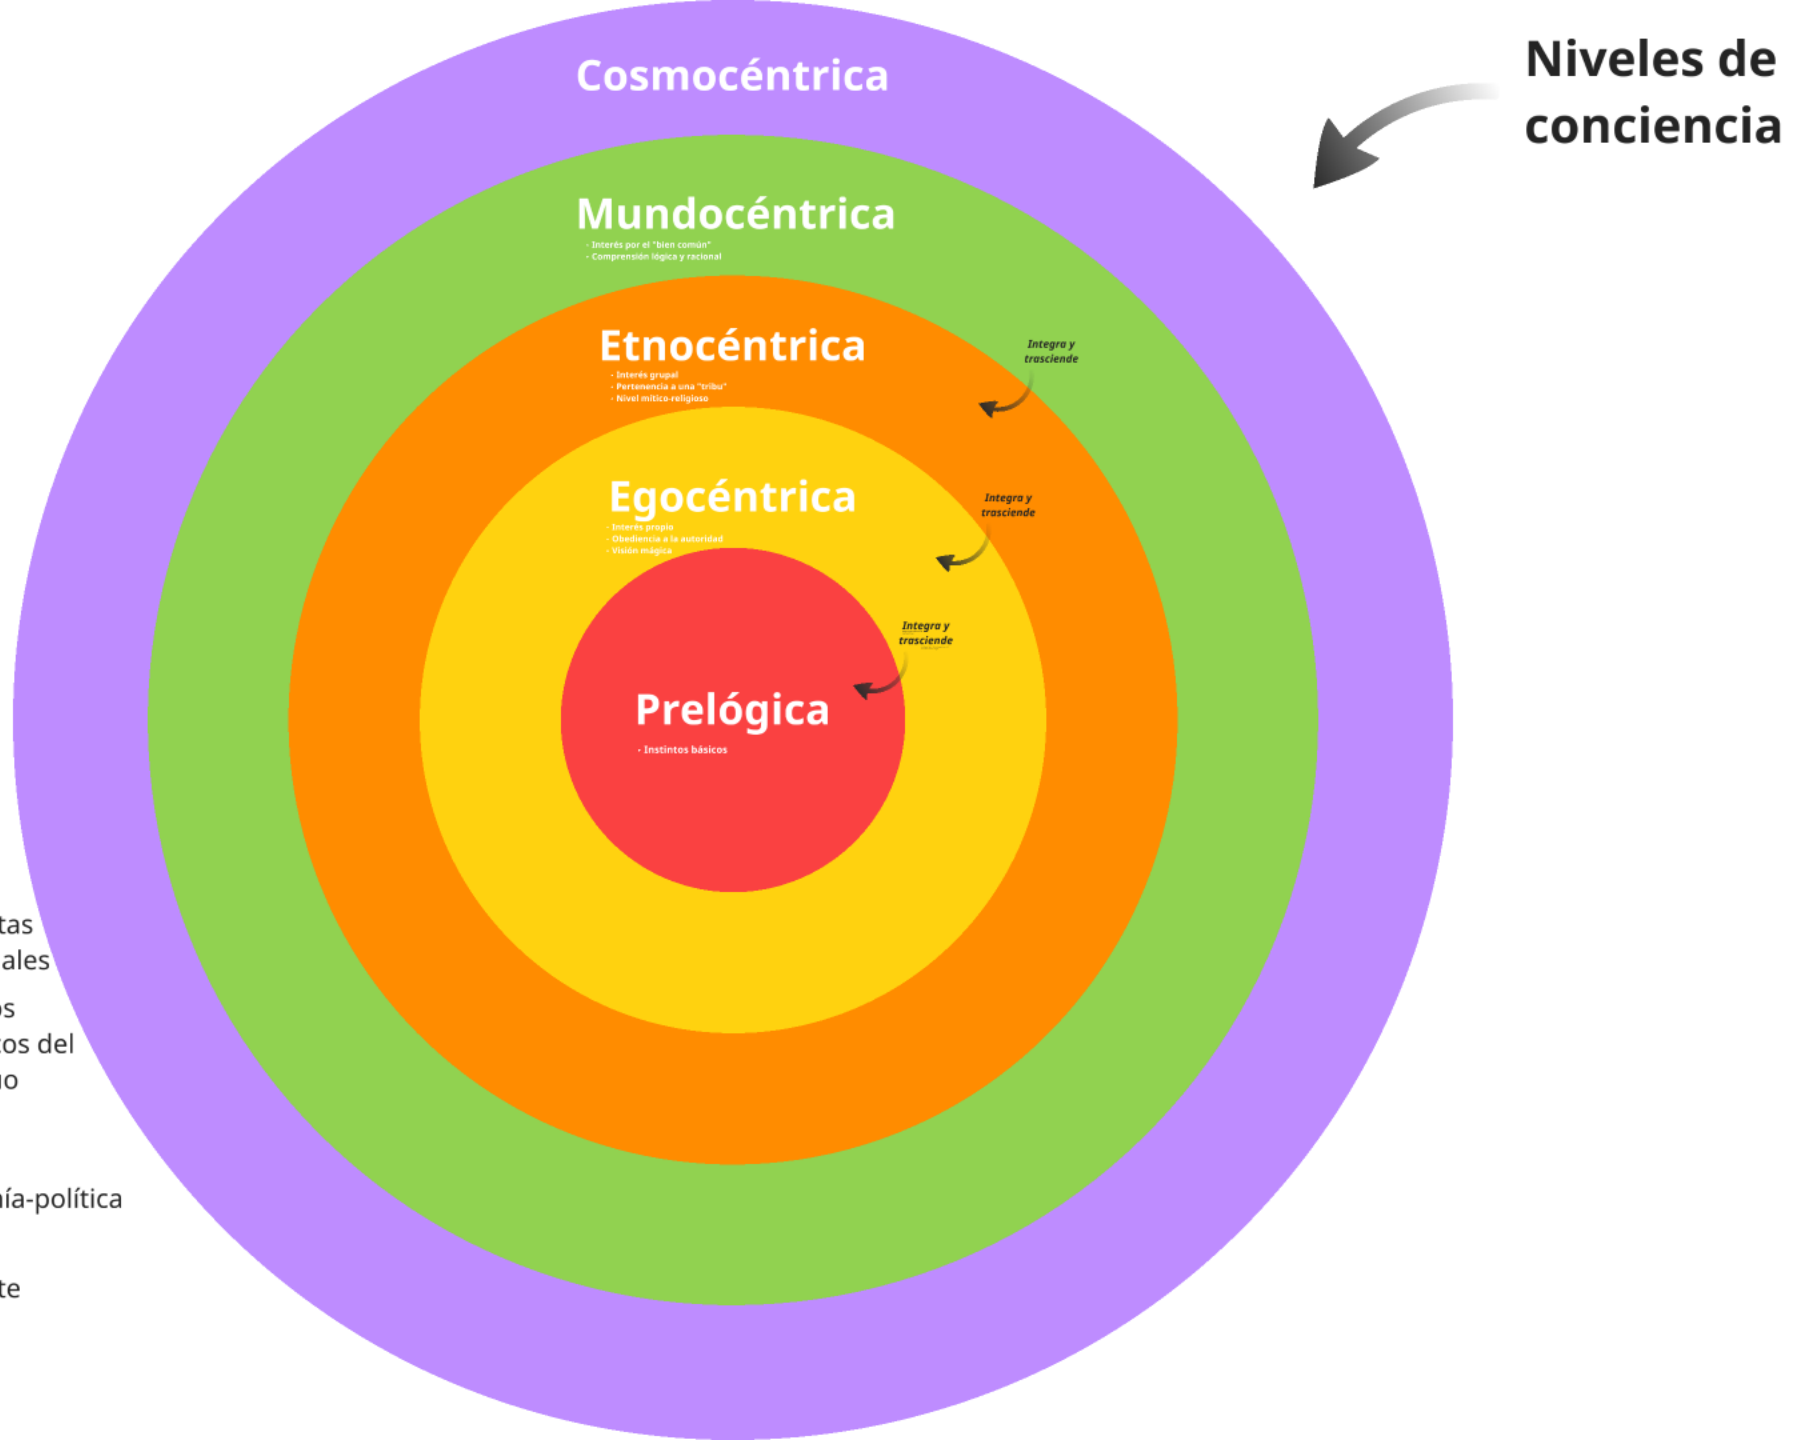 Niveles de
conciencia
Cosmocéntrica
Mundocéntrica
- Interés por el "bien común"
- Comprensión lógica y racional
Etnocéntrica
- Interés grupal
- Pertenencia a una "tribu"
- Nivel mítico-religioso
Integra y
trasciende
Egocéntrica
- Interés propio
- Obediencia a la autoridad
- Visión mágica
Integra y
trasciende
Integra y
trasciende
Prelógica
- Instintos básicos
tas
ales
os
cos del
uo
ía-política
te